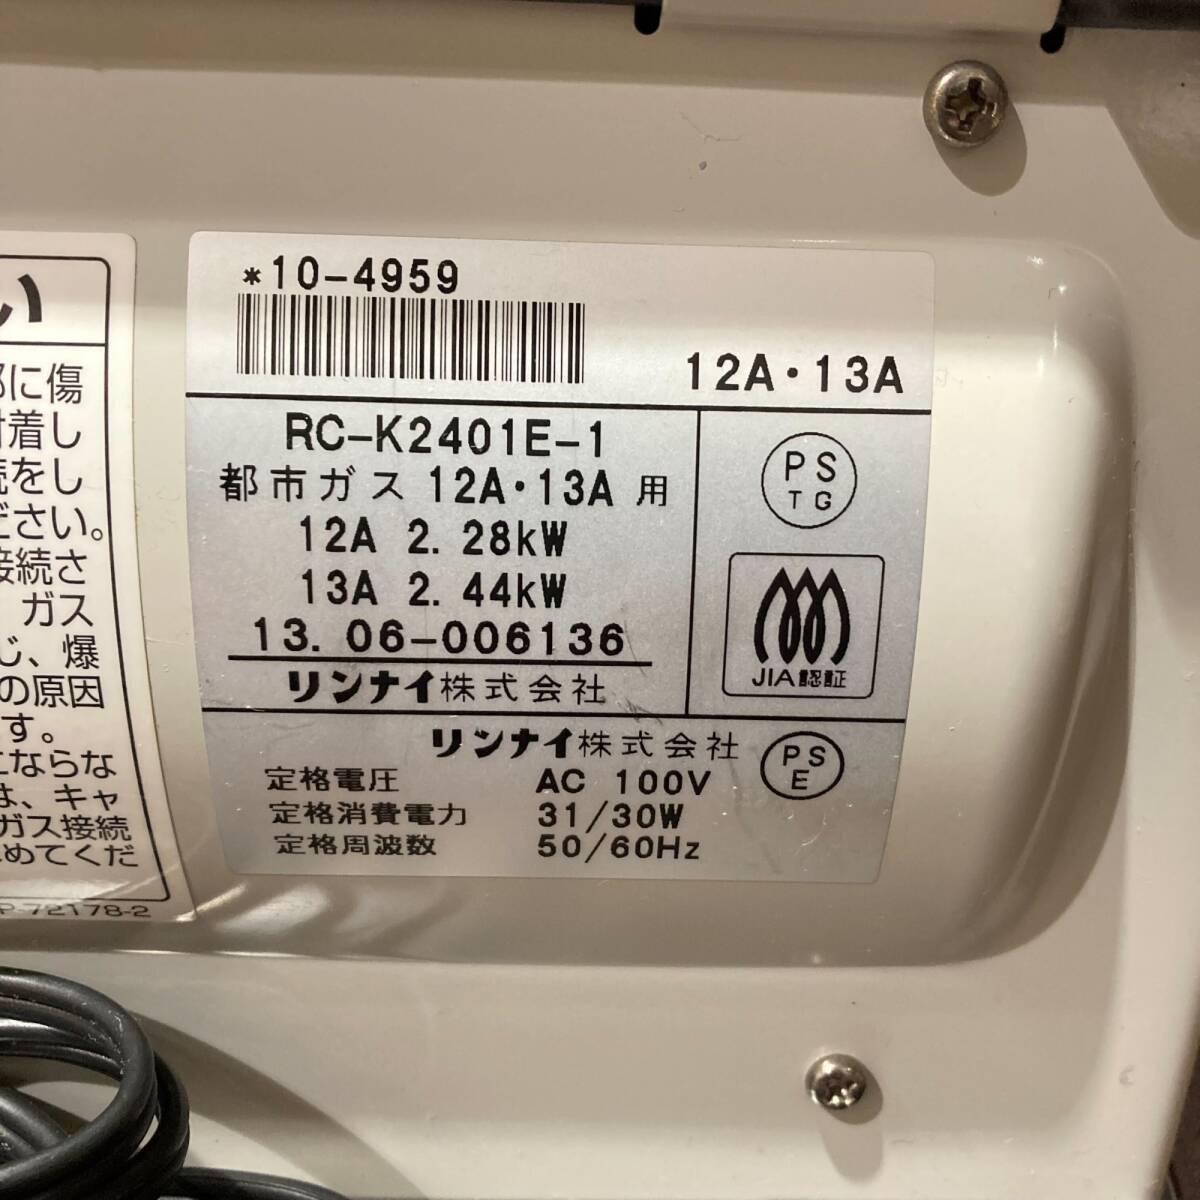 い
部に傷
付着し
続をし
ださい。
接続さ
ガス
じ、爆
の原因
す。
にならな
は、キャ
ガス接続
めてくだ
P-72178-2
*10-4959
12A・13A
RC-K2401E-1
都市ガス 12A・13A 用
12A 2.28kW
13A 2.44kW
13.06-006136
リンナイ株式会社
PS
TG
JIA認証
リンナイ株式会社
PS
E
定格電圧 AC 100V
定格消費電力 31/30W
定格周波数 50/60Hz